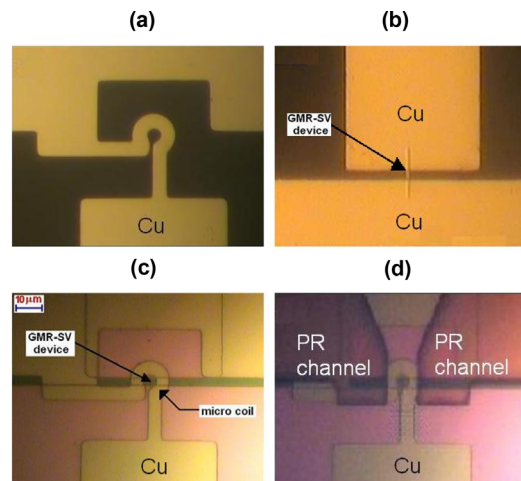 (a)
(b)
Cu
GMR-SV
device
Cu
Cu
(c)
(d)
10µm
GMR-SV
device
PR
channel
PR
channel
micro coil
Cu
Cu